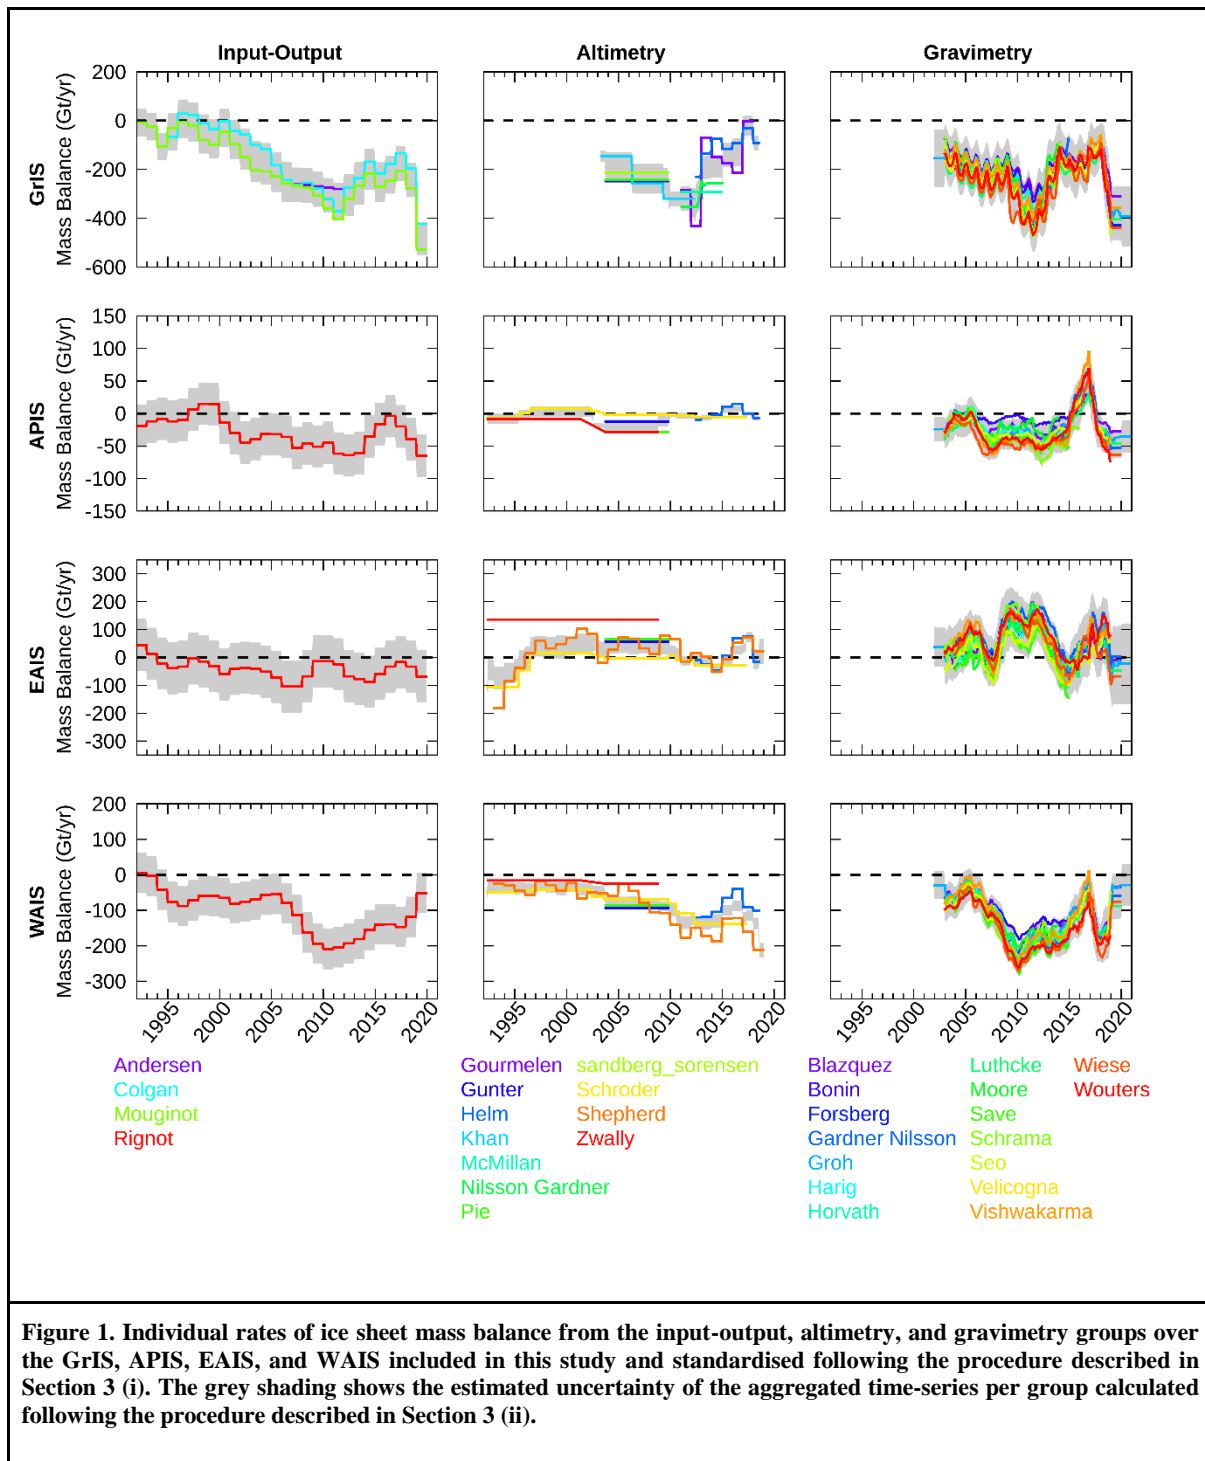 Input-Output Altimetry Gravimetry
GrIS
Mass Balance (Gt/yr)
200
0
-200
-400
-600
APIS
Mass Balance (Gt/yr)
150
100
50
0
-50
-100
-150
EAIS
Mass Balance (Gt/yr)
300
200
100
0
-100
-200
-300
WAIS
Mass Balance (Gt/yr)
200
100
0
-100
-200
-300
1995 2000 2005 2010 2015 2020 1995 2000 2005 2010 2015 2020 1995 2000 2005 2010 2015 2020
Andersen
Colgan
Mouginot
Rignot
Gourmelen sandberg_sorensen
Gunter Schroder
Helm Shepherd
Khan Zwally
McMillan
Nilsson Gardner
Pie
Blazquez Luthcke Wiese
Bonin Moore Wouters
Forsberg Save
Gardner Nilsson Schrama
Groh Seo
Harig Velicogna
Horvath Vishwakarma
Figure 1. Individual rates of ice sheet mass balance from the input-output, altimetry, and gravimetry groups over
the GrIS, APIS, EAIS, and WAIS included in this study and standardised following the procedure described in
Section 3 (i). The grey shading shows the estimated uncertainty of the aggregated time-series per group calculated
following the procedure described in Section 3 (ii).